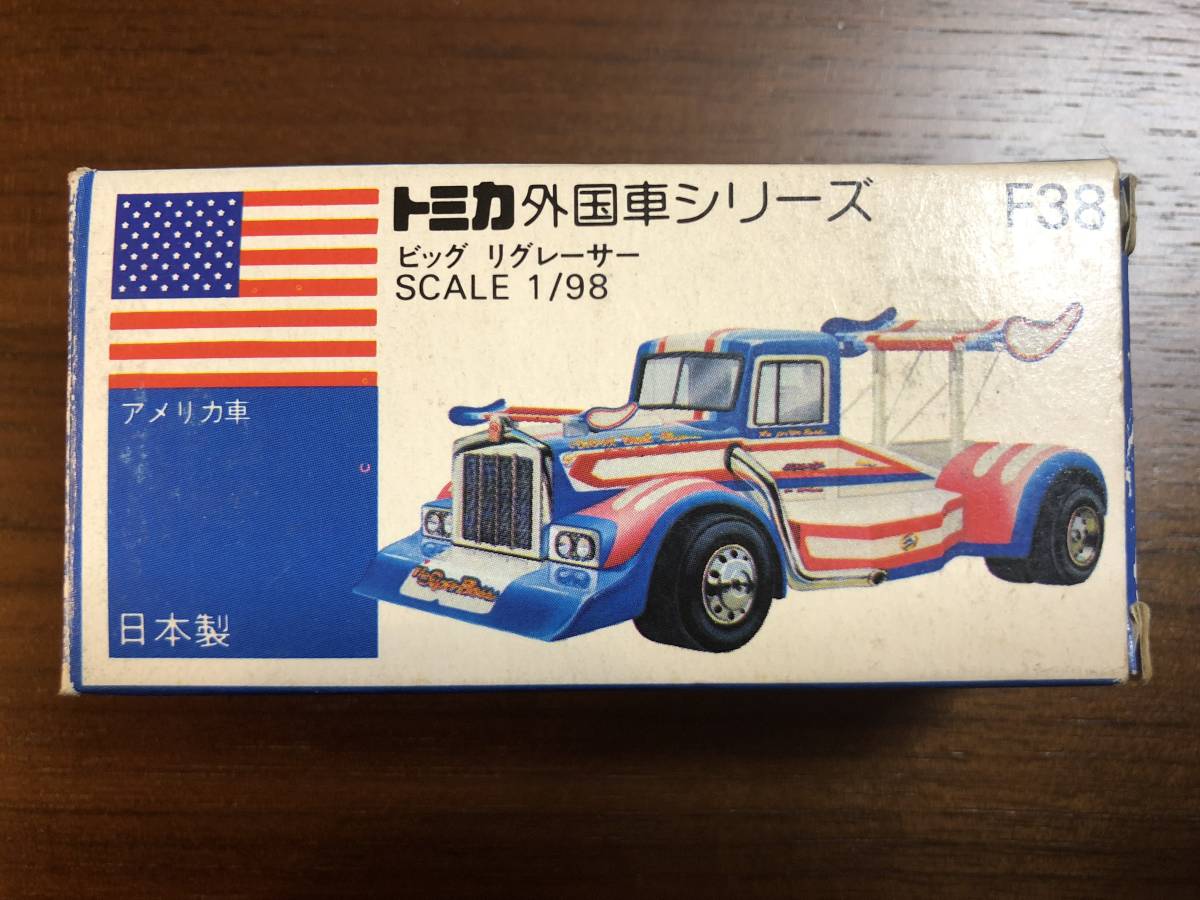 トミカ外国車シリーズ F38
ビッグ リグレーサー
SCALE 1/98
アメリカ車
日本製